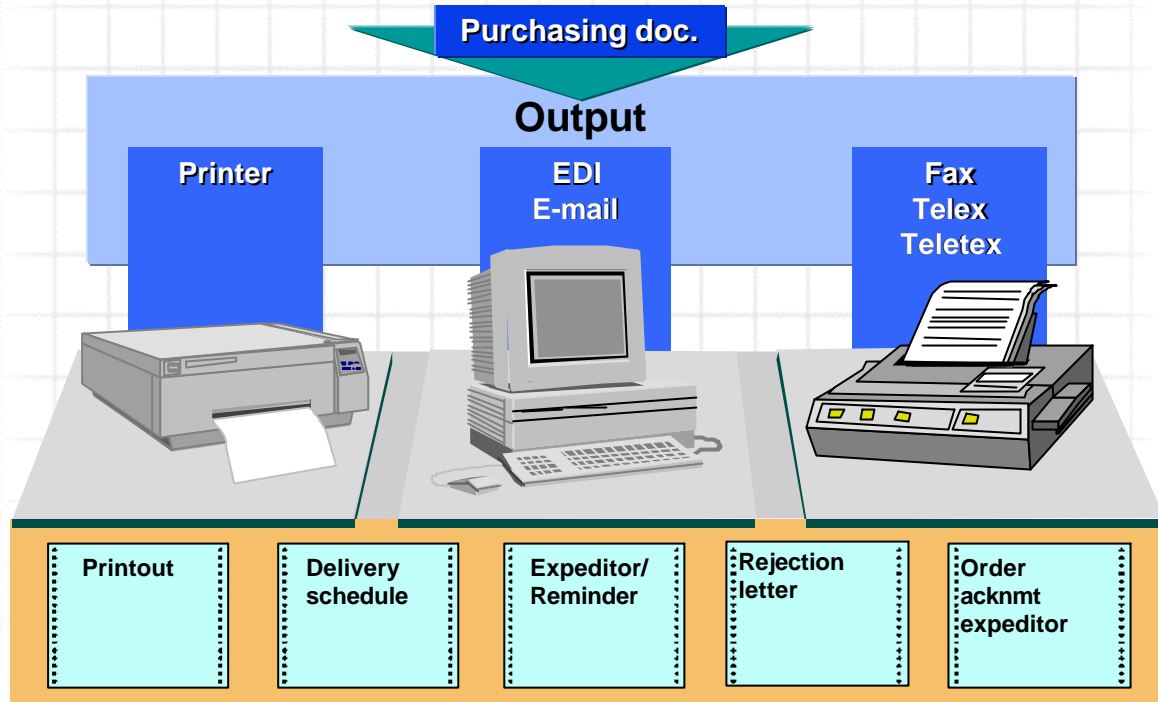 Purchasing doc.
Output
Printer
EDI
E-mail
Fax
Telex
Teletex
Printout
Delivery
schedule
Expeditor/
Reminder
Rejection
letter
Order
acknmt
expeditor